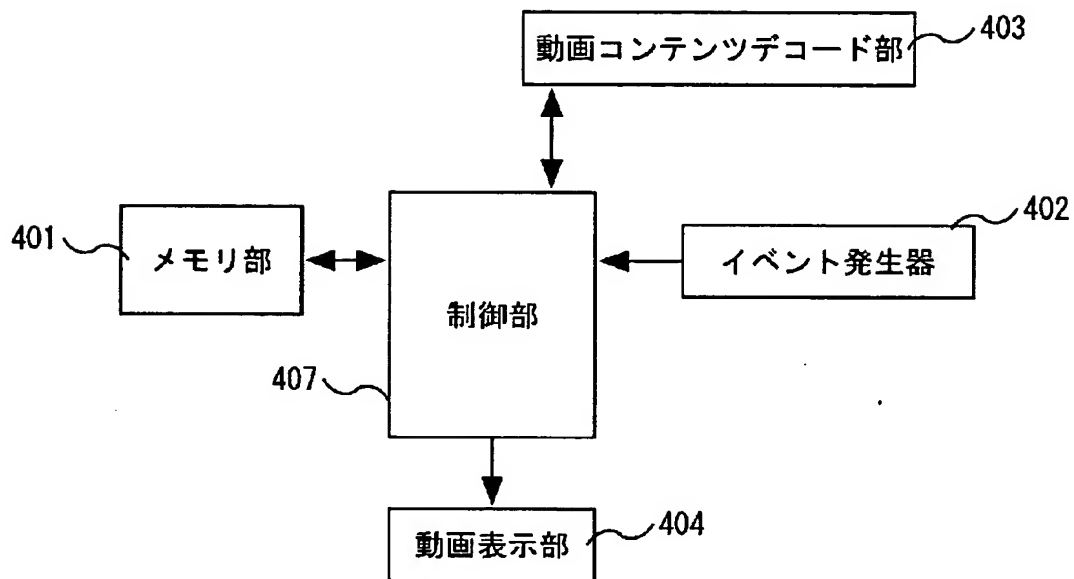 動画コンテンツデコード部
403
401
メモリ部
402
イベント発生器
制御部
407
動画表示部
404